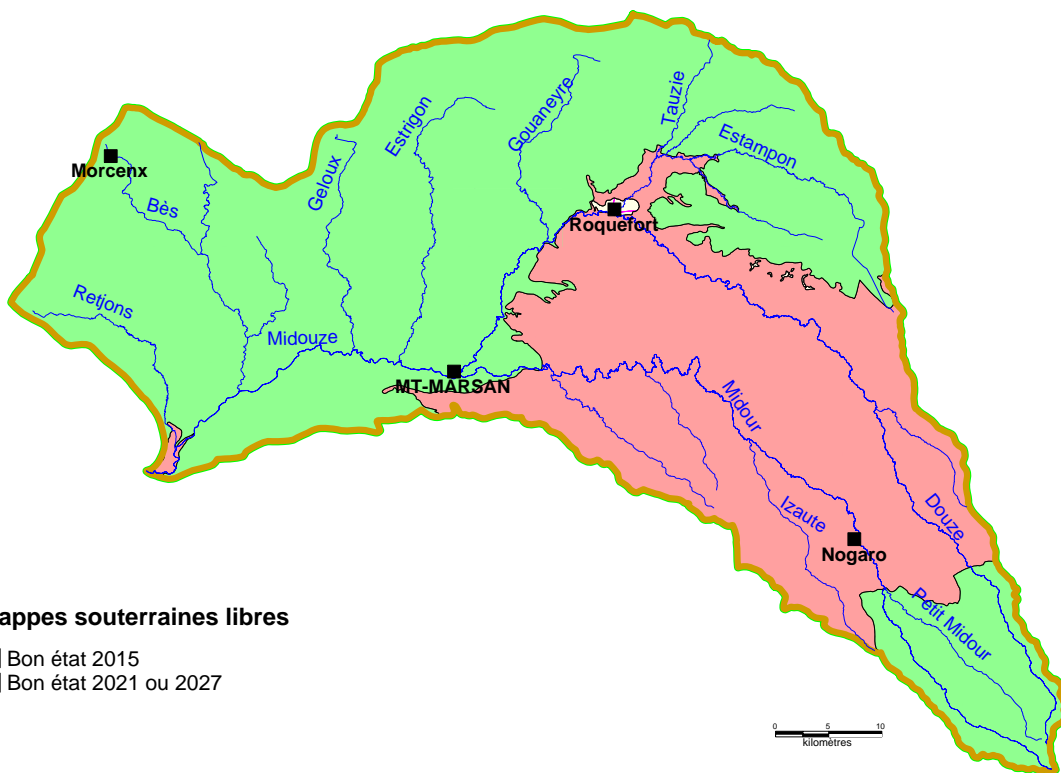 Tauzie
Gouaneyre
Estrigon
Estampon
Morcenx
Geloux
Bès
Roquefort
Retjons
Midouze
MT-MARSAN
Midour
Izaute
Douze
Nogaro
Petit Midour
appes souterraines libres
Bon état 2015
Bon état 2021 ou 2027
0 5 10
kilomètres